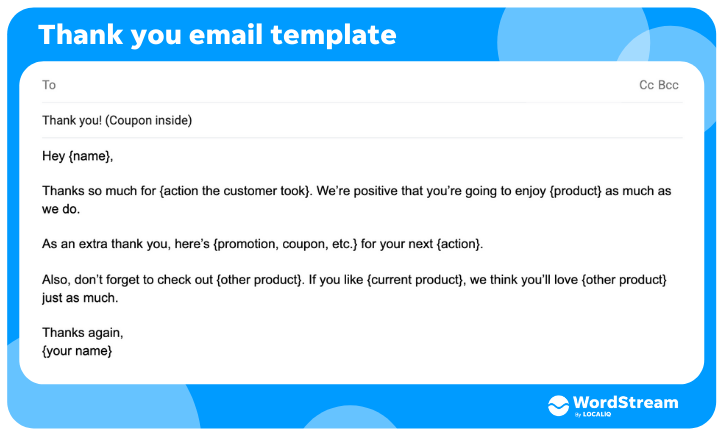 Thank you email template
To Cc Bcc
Thank you! (Coupon inside)
Hey {name},
Thanks so much for {action the customer took}. We’re positive that you’re going to enjoy {product} as much as
we do.
As an extra thank you, here’s {promotion, coupon, etc.} for your next {action}.
Also, don’t forget to check out {other product}. If you like {current product}, we think you’ll love {other product}
just as much.
Thanks again,
{your name}
WordStream
By LOCALIQ